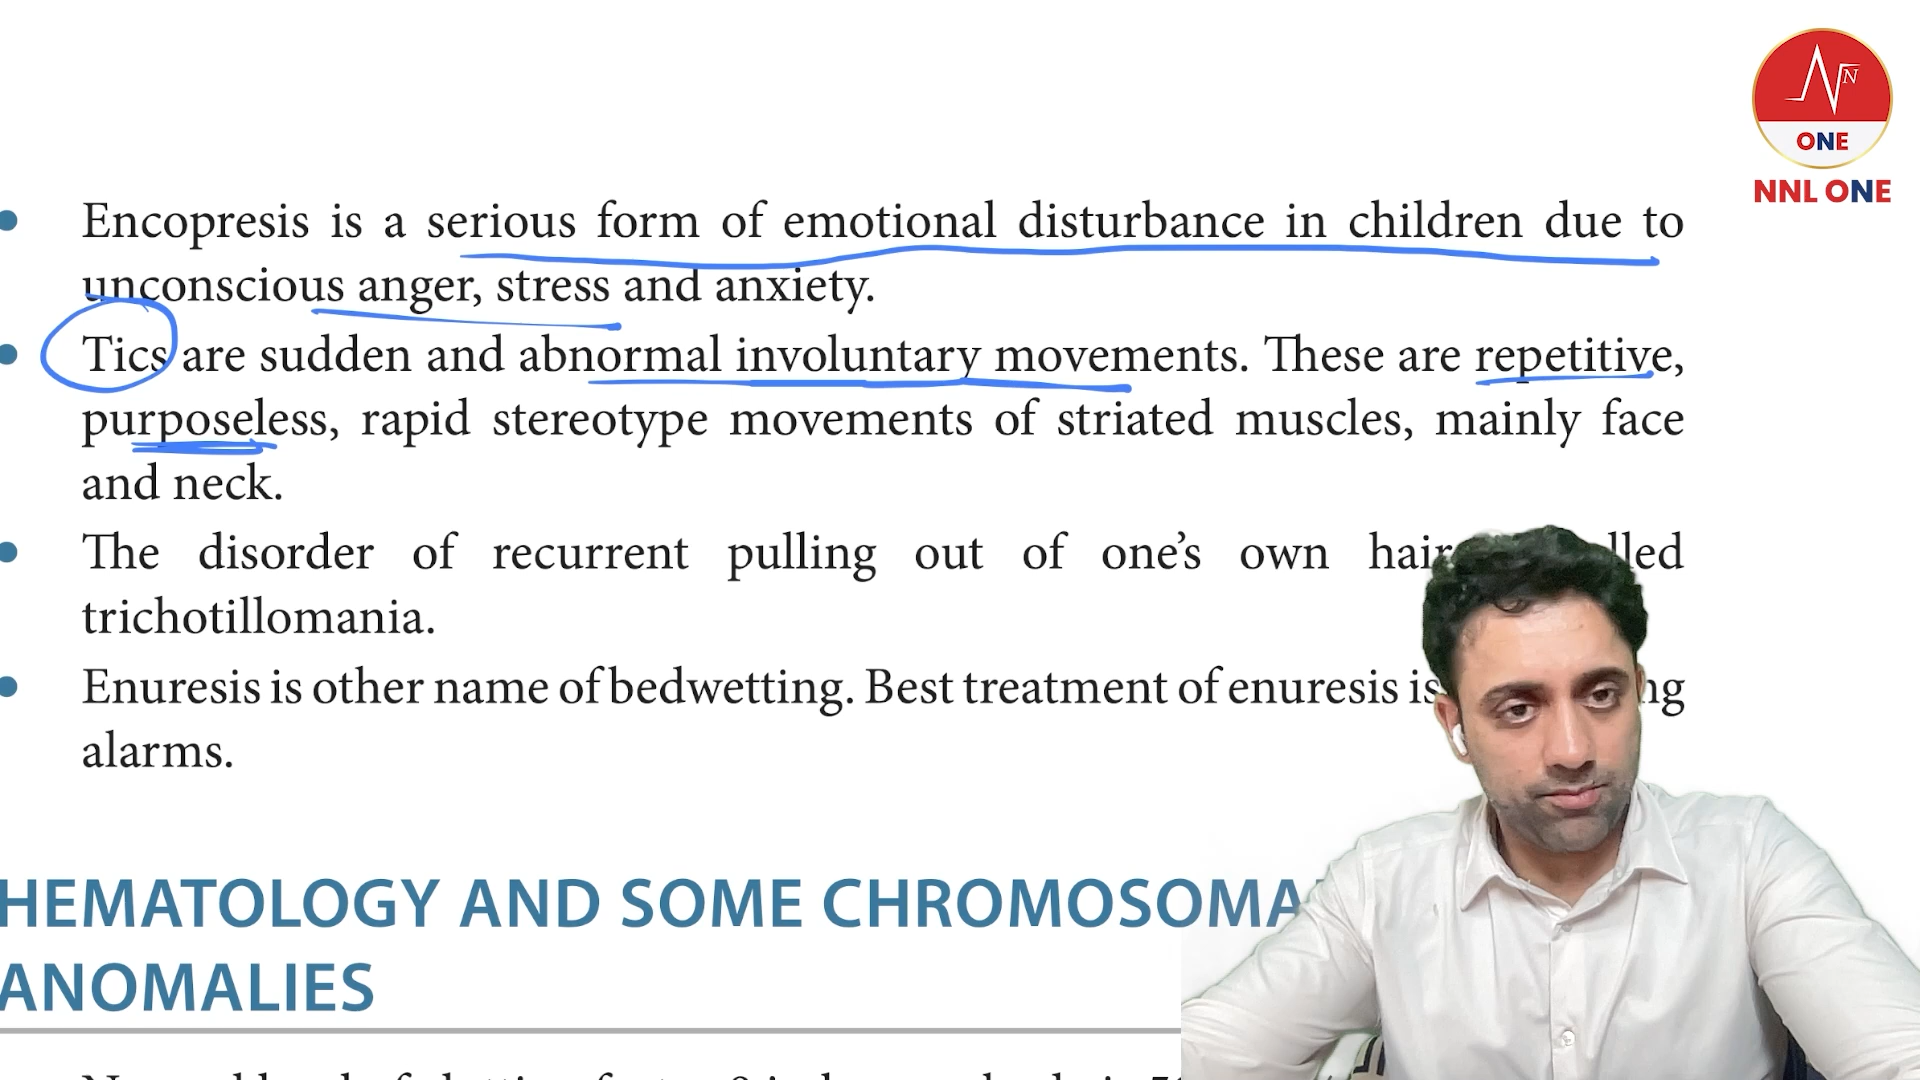 N
ONE
NNL ONE
Encopresis is a serious form of emotional disturbance in children due to
unconscious anger, stress and anxiety.
Tics are sudden and abnormal involuntary movements. These are repetitive,
purposeless, rapid stereotype movements of striated muscles, mainly face
and neck.
The disorder of recurrent pulling out of one’s own hair
trichotillomania.
Enuresis is other name of bedwetting. Best treatment of enuresis is
alarms.
HEMATOLOGY AND SOME
ANOMALIES